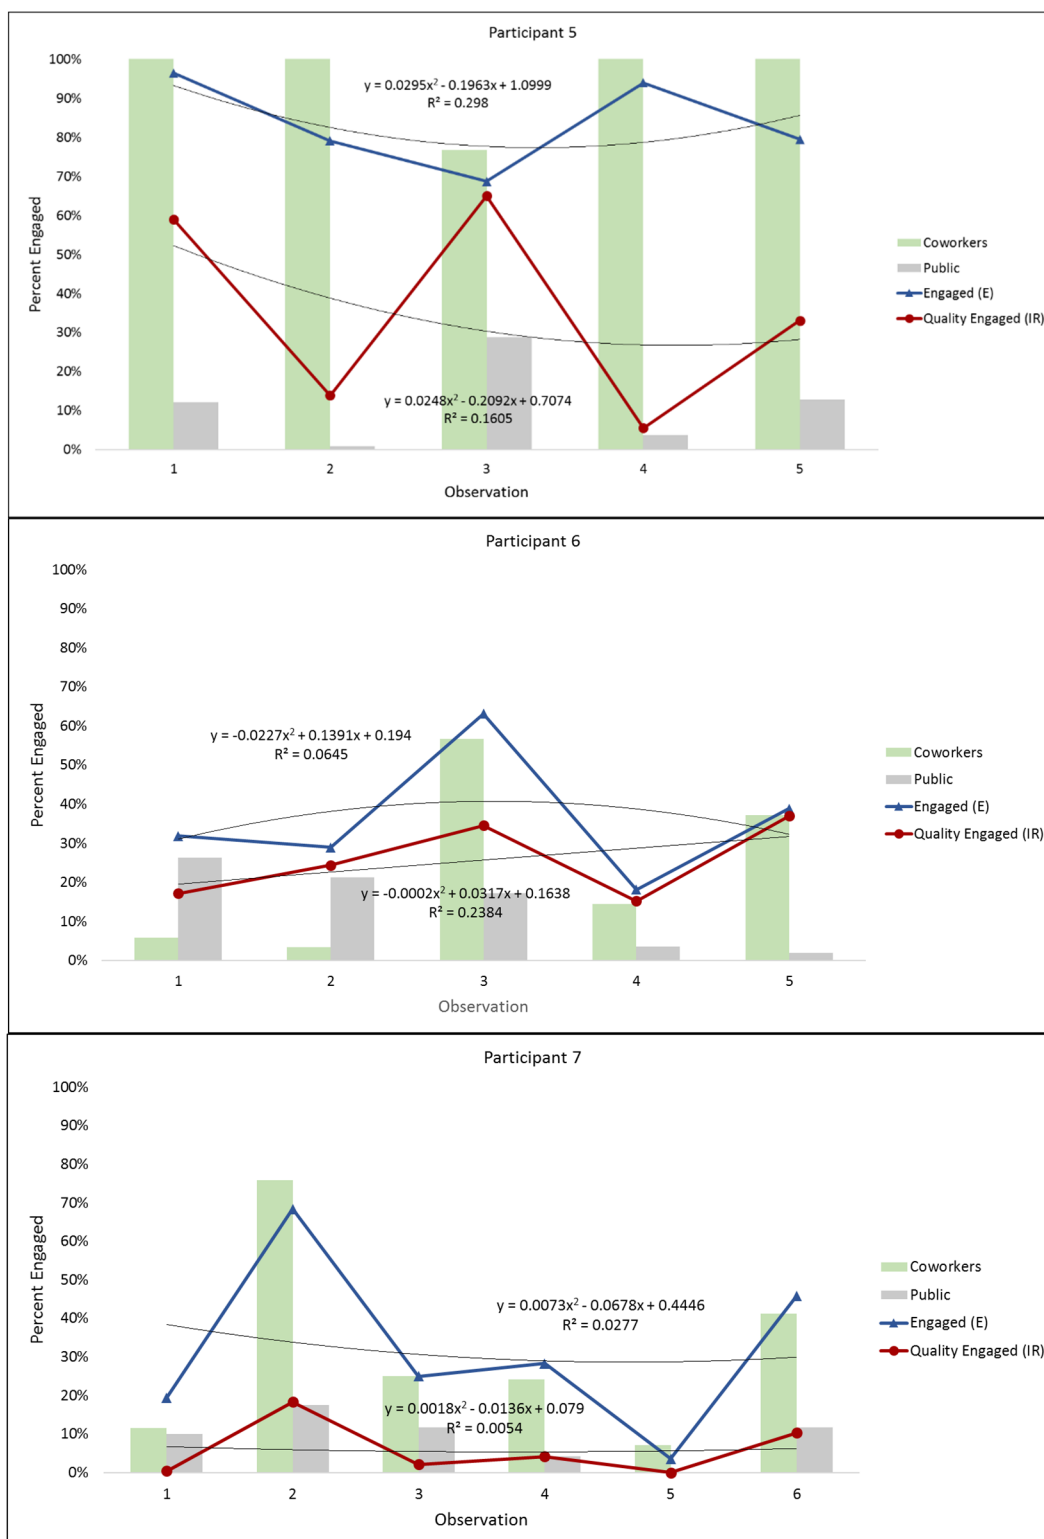 Participant 5
100%
90%
80%
70%
60%
50%
40%
30%
20%
10%
0%
Percent Engaged
y = 0.0295x² - 0.1963x + 1.0999
R² = 0.298
y = 0.0248x² - 0.2092x + 0.7074
R² = 0.1605
1 2 3 4 5
Observation
Coworkers
Public
Engaged (E)
Quality Engaged (IR)
Participant 6
100%
90%
80%
70%
60%
50%
40%
30%
20%
10%
0%
Percent Engaged
y = -0.0227x² + 0.1391x + 0.194
R² = 0.0645
y = -0.0002x² + 0.0317x + 0.1638
R² = 0.2384
1 2 3 4 5
Observation
Coworkers
Public
Engaged (E)
Quality Engaged (IR)
Participant 7
100%
90%
80%
70%
60%
50%
40%
30%
20%
10%
0%
Percent Engaged
y = 0.0073x² - 0.0678x + 0.4446
R² = 0.0277
y = 0.0018x² - 0.0136x + 0.079
R² = 0.0054
1 2 3 4 5 6
Observation
Coworkers
Public
Engaged (E)
Quality Engaged (IR)